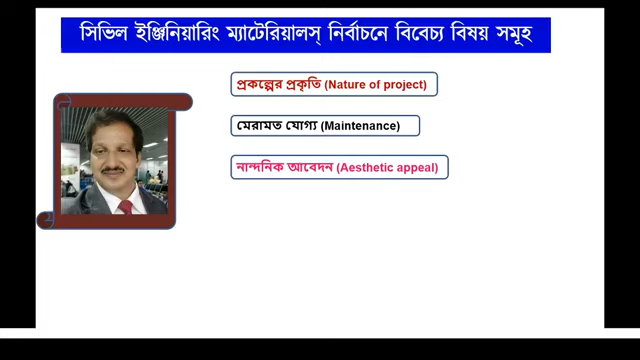 সিভিল ইঞ্জিনিয়ারিং ম্যাটেরিয়ালস্ নির্বাচনে বিবেচ্য বিষয় সমূহ
প্রকল্পের প্রকৃতি (Nature of project)
মেরামত যোগ্য (Maintenance)
নান্দনিক আবেদন (Aesthetic appeal)